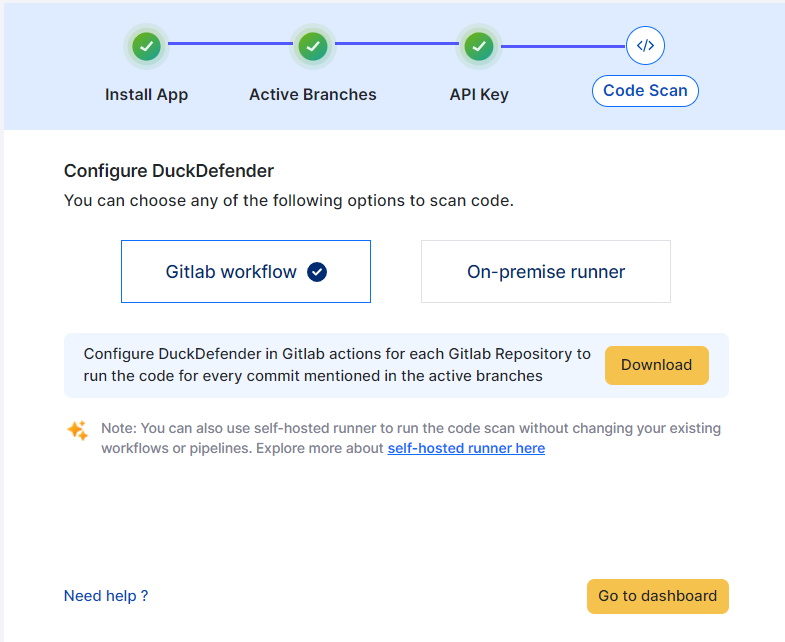 </>
Install App
Active Branches
API Key
Code Scan
Configure DuckDefender
You can choose any of the following options to scan code.
Gitlab workflow
On-premise runner
Configure DuckDefender in Gitlab actions for each Gitlab Repository to
run the code for every commit mentioned in the active branches
Download
Note: You can also use self-hosted runner to run the code scan without changing your existing
workflows or pipelines. Explore more about self-hosted runner here
Need help ?
Go to dashboard